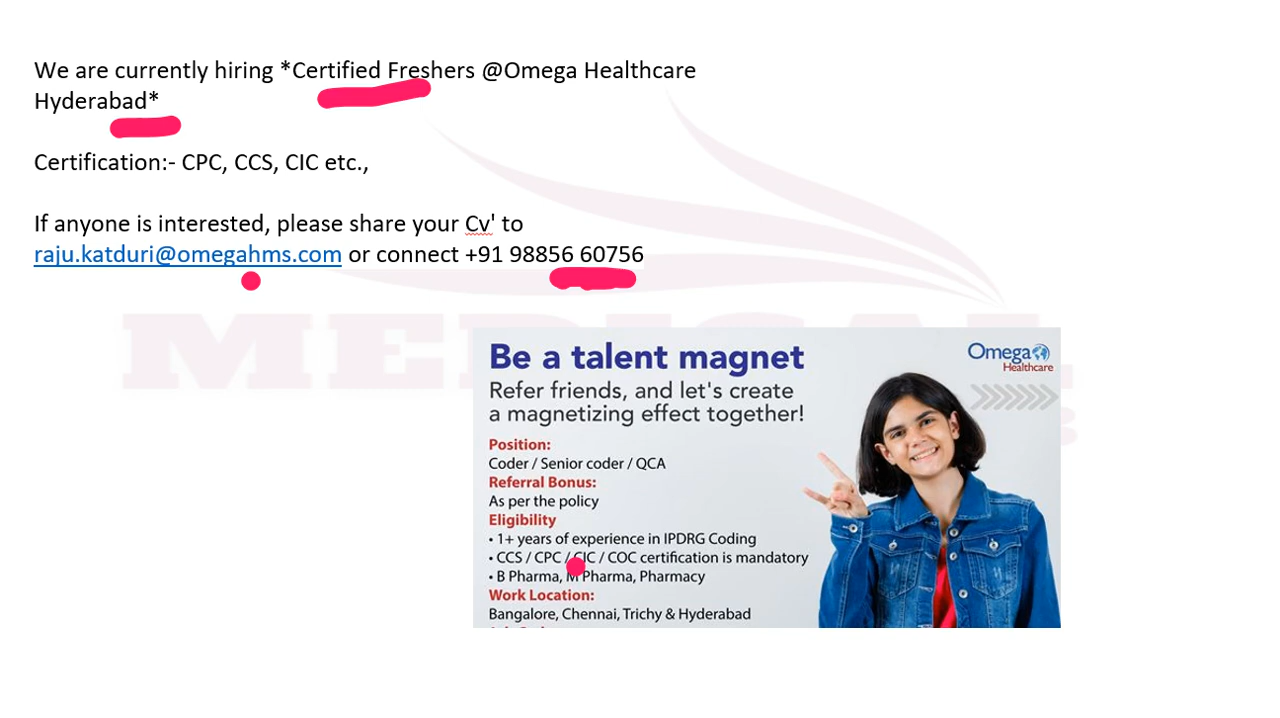 We are currently hiring *Certified Freshers @Omega Healthcare
Hyderabad*
Certification:- CPC, CCS, CIC etc.,
If anyone is interested, please share your Cv' to
raju.katduri@omegahms.com or connect +91 98856 60756
MEDICAL
Be a talent magnet
Omega
Healthcare
Refer friends, and let's create
a magnetizing effect together!
Position:
Coder / Senior coder / QCA
Referral Bonus:
As per the policy
Eligibility
• 1+ years of experience in IPDRG Coding
• CCS / CPC / CIC / COC certification is mandatory
• B Pharma, M Pharma, Pharmacy
Work Location:
Bangalore, Chennai, Trichy & Hyderabad